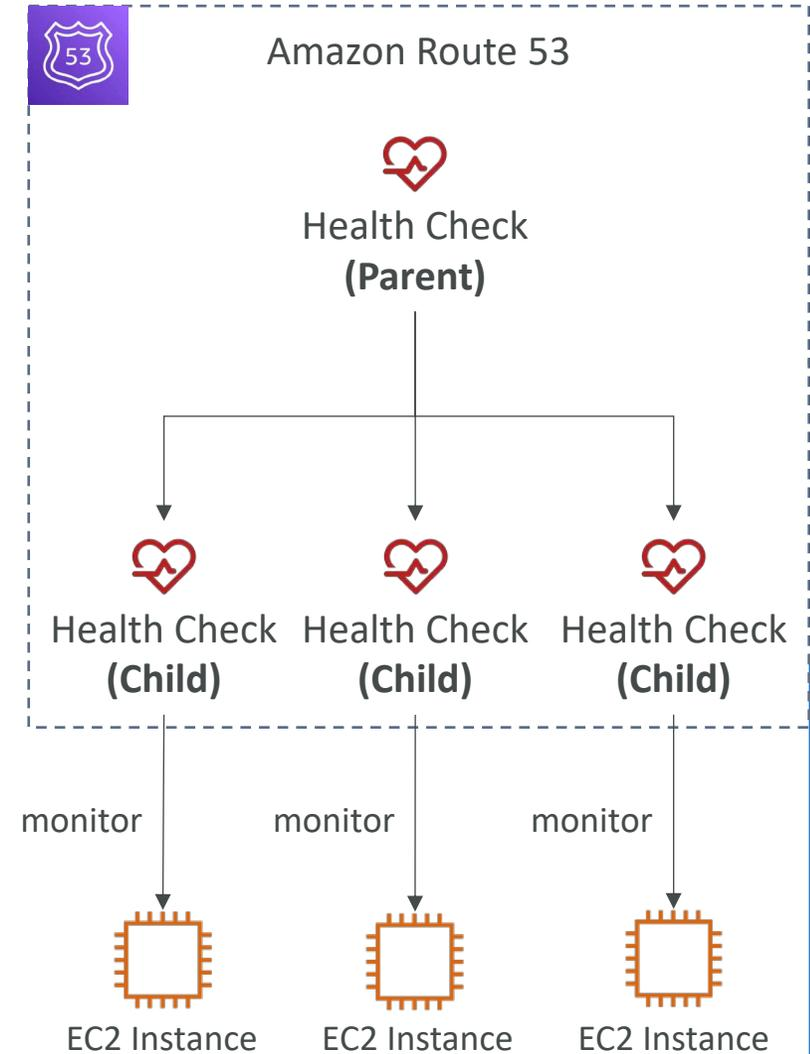 53
Amazon Route 53
Health Check
(Parent)
Health Check
(Child)
Health Check
(Child)
Health Check
(Child)
monitor
monitor
monitor
EC2 Instance
EC2 Instance
EC2 Instance